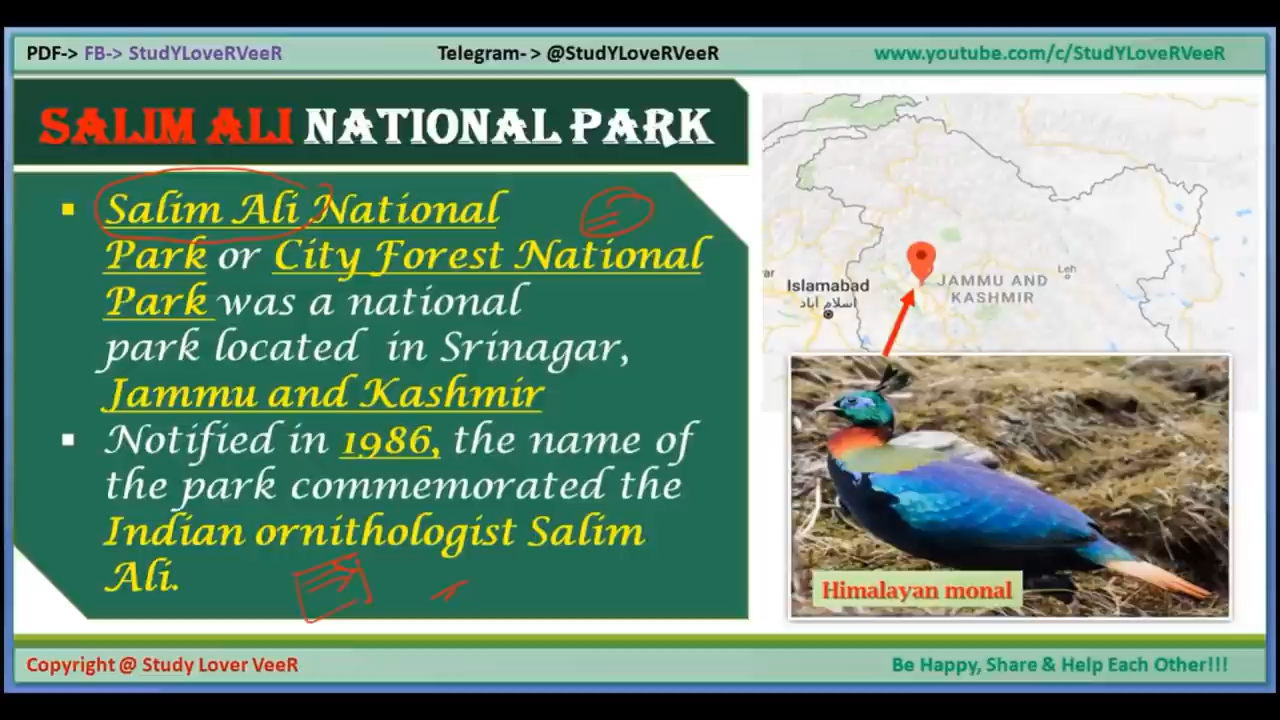 PDF-> FB-> StudYLoveRVeeR
Telegram- > @StudYLoveRVeeR
www.youtube.com/c/StudYLoveRVeeR
SALIM ALI NATIONAL PARK
Salim Ali National
Park or City Forest National
Park was a national
park located in Srinagar,
Jammu and Kashmir
Notified in 1986, the name of
the park commemorated the
Indian ornithologist Salim
Ali.
ar
Islamabad
اسلام آباد
JAMMU AND
KASHMIR
Leh
Himalayan monal
Copyright @ Study Lover VeeR
Be Happy, Share & Help Each Other!!!